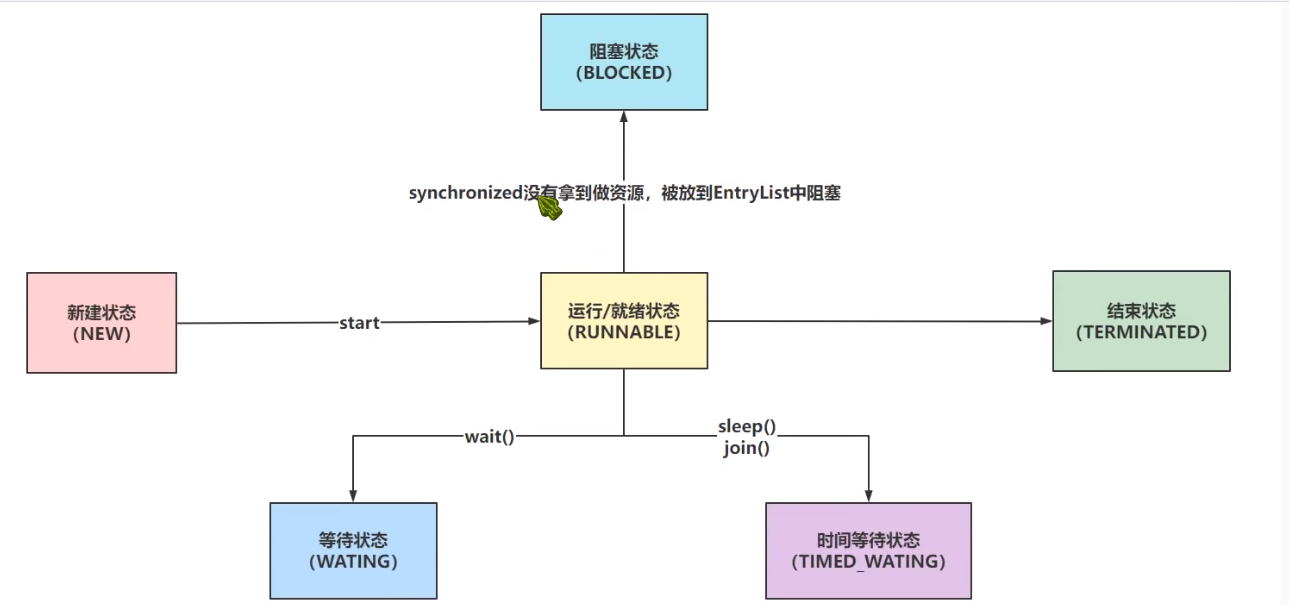 阻塞状态
（BLOCKED）
synchronized没有拿到做资源，被放到EntryList中阻塞
新建状态
（NEW）
start
运行/就绪状态
（RUNNABLE）
结束状态
（TERMINATED）
wait()
sleep()
join()
等待状态
（WATING）
时间等待状态
（TIMED_WATING）